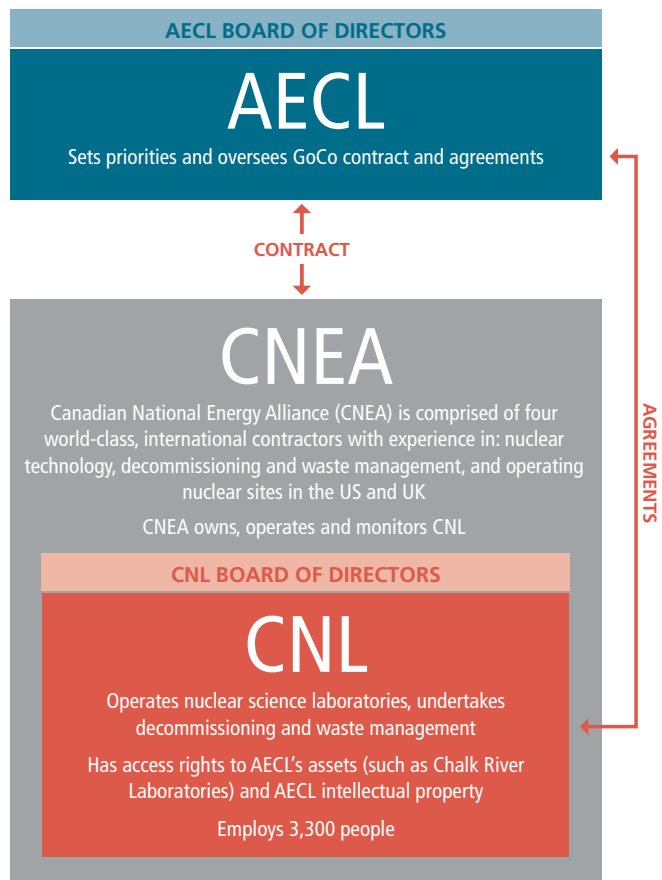 AECL BOARD OF DIRECTORS
AECL
Sets priorities and oversees GoCo contract and agreements
CONTRACT
CNEA
Canadian National Energy Alliance (CNEA) is comprised of four
world-class, international contractors with experience in: nuclear
technology, decommissioning and waste management, and operating
nuclear sites in the US and UK
CNEA owns, operates and monitors CNL
CNL BOARD OF DIRECTORS
CNL
Operates nuclear science laboratories, undertakes
decommissioning and waste management
Has access rights to AECL’s assets (such as Chalk River
Laboratories) and AECL intellectual property
Employs 3,300 people
AGREEMENTS